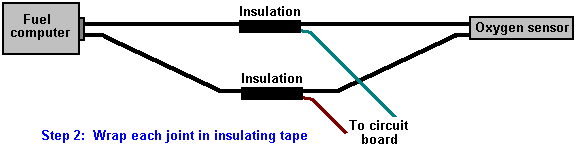 Fuel
computer
Insulation
Oxygen sensor
Insulation
To circuit
board
Step 2: Wrap each joint in insulating tape